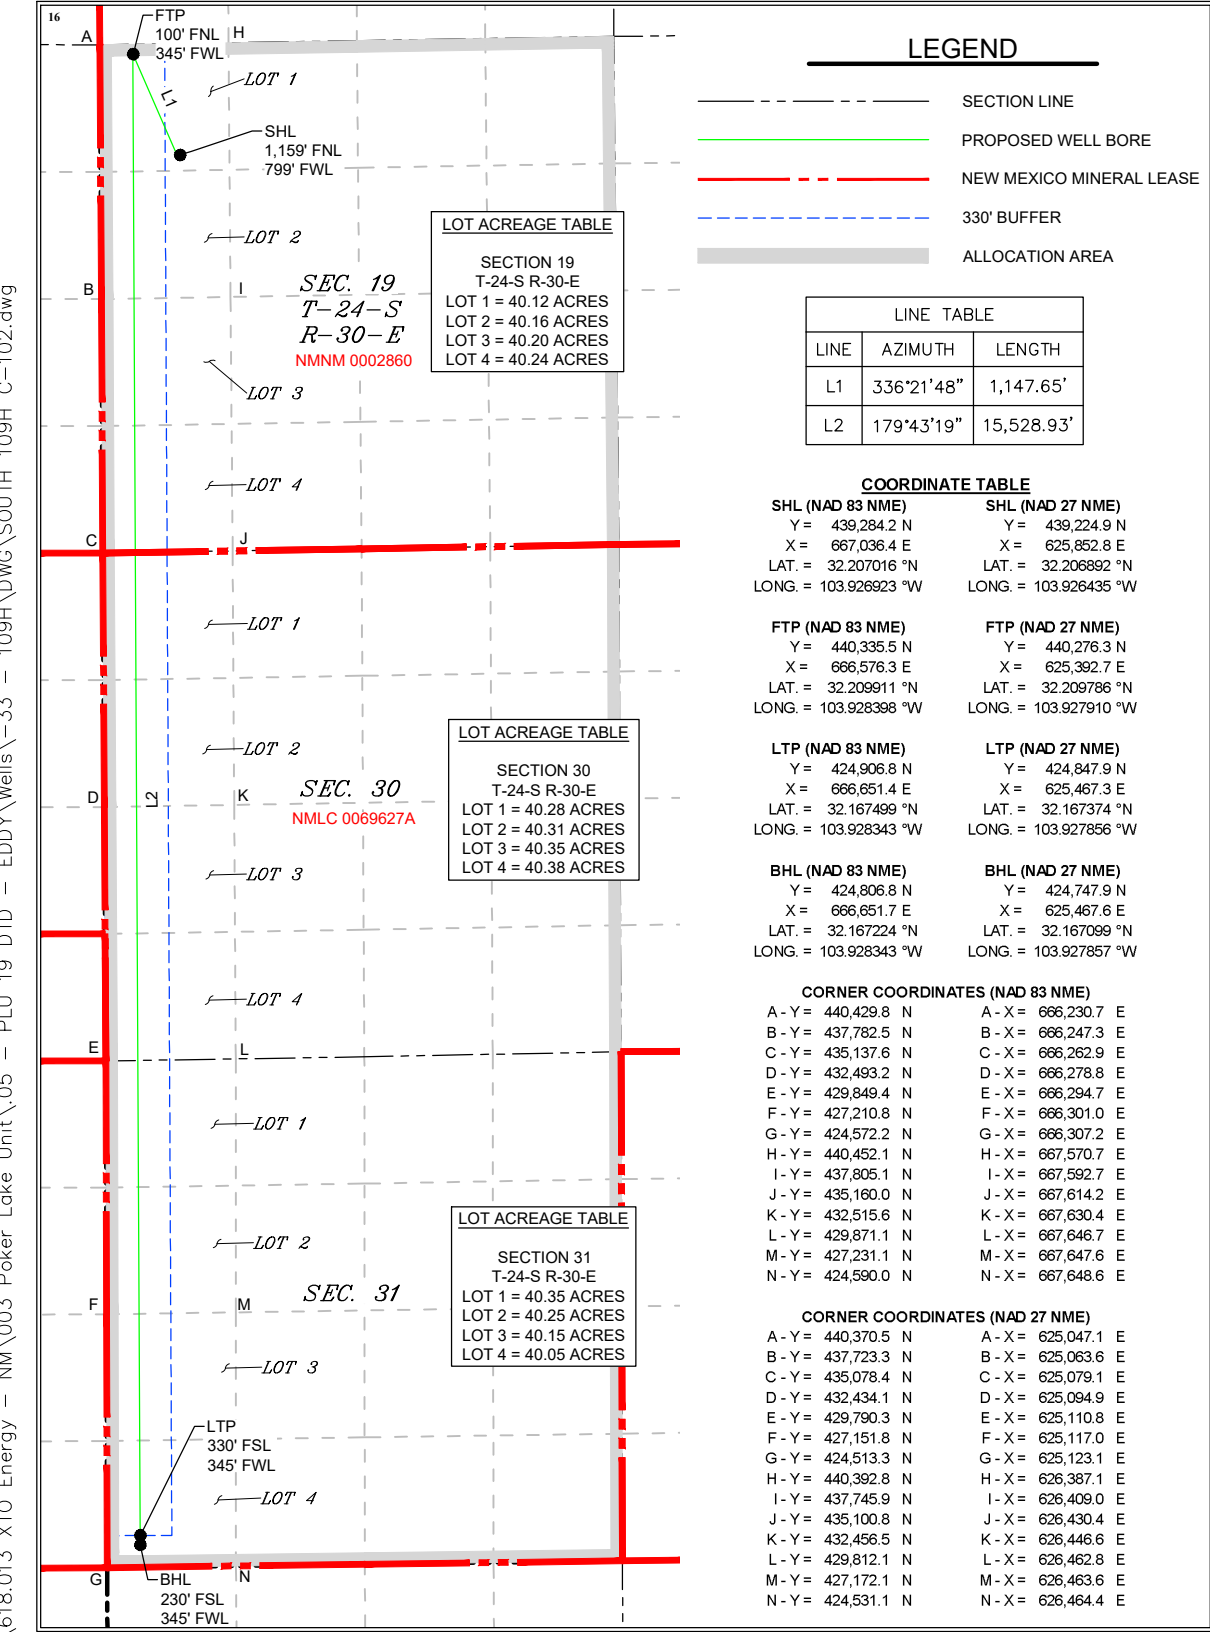 16
FTP
100' FNL
345' FWL
A
H
LOT 1
L1
SHL
1,159' FNL
799' FWL
LOT 2
B
I
SEC. 19
T-24-S
R-30-E
NMNM 0002860
LOT 3
LOT 4
C
J
LOT ACREAGE TABLE
SECTION 19
T-24-S R-30-E
LOT 1 = 40.12 ACRES
LOT 2 = 40.16 ACRES
LOT 3 = 40.20 ACRES
LOT 4 = 40.24 ACRES
LOT 1
LOT 2
D
L2
K
SEC. 30
NMLC 0069627A
LOT 3
LOT 4
E
L
LOT ACREAGE TABLE
SECTION 30
T-24-S R-30-E
LOT 1 = 40.28 ACRES
LOT 2 = 40.31 ACRES
LOT 3 = 40.35 ACRES
LOT 4 = 40.38 ACRES
LOT 1
LOT 2
SEC. 31
F
M
LOT 3
LOT 4
LOT ACREAGE TABLE
SECTION 31
T-24-S R-30-E
LOT 1 = 40.35 ACRES
LOT 2 = 40.25 ACRES
LOT 3 = 40.15 ACRES
LOT 4 = 40.05 ACRES
LTP
330' FSL
345' FWL
G
N
BHL
230' FSL
345' FWL
LEGEND
SECTION LINE
PROPOSED WELL BORE
NEW MEXICO MINERAL LEASE
330' BUFFER
ALLOCATION AREA
LINE TABLE
LINE AZIMUTH LENGTH
L1 336°21'48" 1,147.65'
L2 179°43'19" 15,528.93'
COORDINATE TABLE
SHL (NAD 83 NME) SHL (NAD 27 NME)
Y = 439,284.2 N Y = 439,224.9 N
X = 667,036.4 E X = 625,852.8 E
LAT. = 32.207016 °N LAT. = 32.206892 °N
LONG. = 103.926923 °W LONG. = 103.926435 °W
FTP (NAD 83 NME) FTP (NAD 27 NME)
Y = 440,335.5 N Y = 440,276.3 N
X = 666,576.3 E X = 625,392.7 E
LAT. = 32.209911 °N LAT. = 32.209786 °N
LONG. = 103.928398 °W LONG. = 103.927910 °W
LTP (NAD 83 NME) LTP (NAD 27 NME)
Y = 424,906.8 N Y = 424,847.9 N
X = 666,651.4 E X = 625,467.3 E
LAT. = 32.167499 °N LAT. = 32.167374 °N
LONG. = 103.928343 °W LONG. = 103.927856 °W
BHL (NAD 83 NME) BHL (NAD 27 NME)
Y = 424,806.8 N Y = 424,747.9 N
X = 666,651.7 E X = 625,467.6 E
LAT. = 32.167224 °N LAT. = 32.167099 °N
LONG. = 103.928343 °W LONG. = 103.927857 °W
CORNER COORDINATES (NAD 83 NME)
A - Y = 440,429.8 N A - X = 666,230.7 E
B - Y = 437,782.5 N B - X = 666,247.3 E
C - Y = 435,137.6 N C - X = 666,262.9 E
D - Y = 432,493.2 N D - X = 666,278.8 E
E - Y = 429,849.4 N E - X = 666,294.7 E
F - Y = 427,210.8 N F - X = 666,301.0 E
G - Y = 424,572.2 N G - X = 666,307.2 E
H - Y = 440,452.1 N H - X = 667,570.7 E
I - Y = 437,805.1 N I - X = 667,592.7 E
J - Y = 435,160.0 N J - X = 667,614.2 E
K - Y = 432,515.6 N K - X = 667,630.4 E
L - Y = 429,871.1 N L - X = 667,646.7 E
M - Y = 427,231.1 N M - X = 667,647.6 E
N - Y = 424,590.0 N N - X = 667,648.6 E
CORNER COORDINATES (NAD 27 NME)
A - Y = 440,370.5 N A - X = 625,047.1 E
B - Y = 437,723.3 N B - X = 625,063.6 E
C - Y = 435,078.4 N C - X = 625,079.1 E
D - Y = 432,434.1 N D - X = 625,094.9 E
E - Y = 429,790.3 N E - X = 625,110.8 E
F - Y = 427,151.8 N F - X = 625,117.0 E
G - Y = 424,513.3 N G - X = 625,123.1 E
H - Y = 440,392.8 N H - X = 626,387.1 E
I - Y = 437,745.9 N I - X = 626,409.0 E
J - Y = 435,100.8 N J - X = 626,430.4 E
K - Y = 432,456.5 N K - X = 626,446.6 E
L - Y = 429,812.1 N L - X = 626,462.8 E
M - Y = 427,172.1 N M - X = 626,463.6 E
N - Y = 424,531.1 N N - X = 626,464.4 E
618.013 XTO Energy - NM\003 Poker Lake Unit\.05 - PLU 19 DTD - EDDY\Wells\-33 - 109H\DWG\SOUTH 109H C-102.dwg